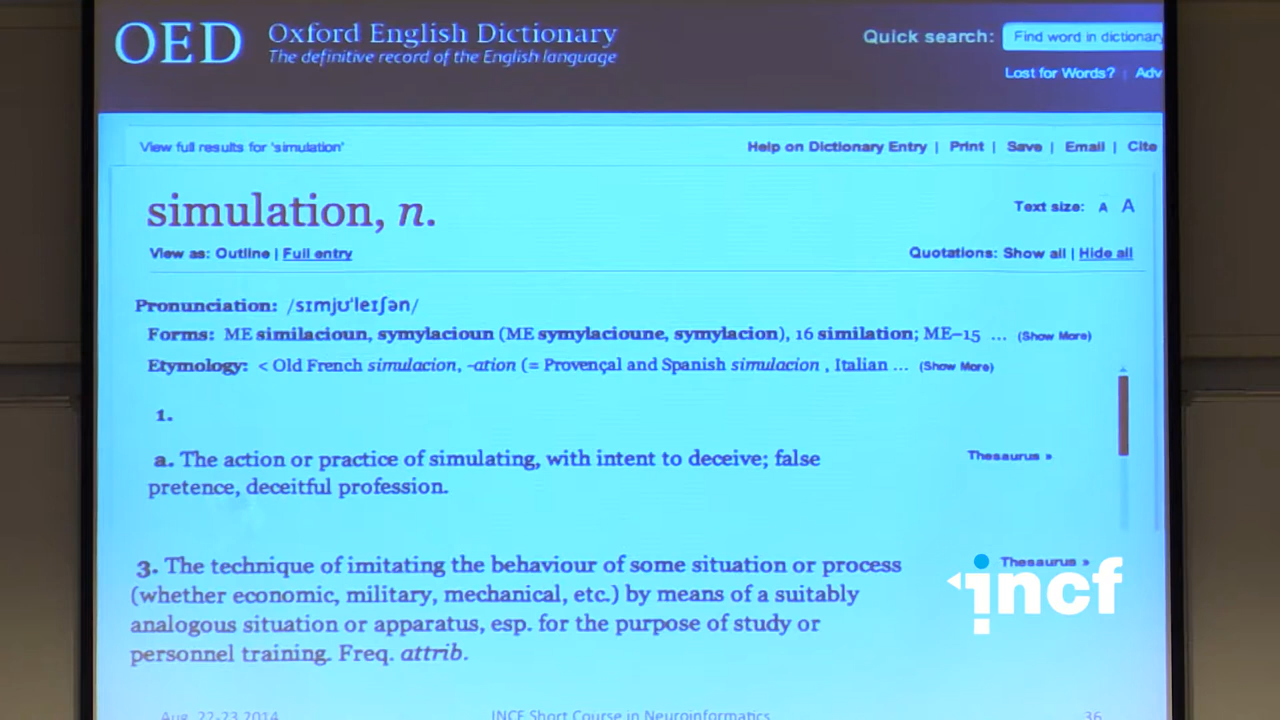 OED Oxford English Dictionary
The definitive record of the English language
Quick search: Find word in dictionary
Lost for Words? | Adv
View full results for 'simulation'
Help on Dictionary Entry | Print | Save | Email | Cite
simulation, n.
Text size: A A
View as: Outline | Full entry
Quotations: Show all | Hide all
Pronunciation: /sɪmjʊˈleɪʃən/
Forms: ME similacioun, symylacioun (ME symylacioune, symylacion), 16 similation; ME–15 ... (Show More)
Etymology: < Old French simulacion, -ation (= Provençal and Spanish simulacion , Italian ... (Show More)
1.
a. The action or practice of simulating, with intent to deceive; false
pretence, deceitful profession.
Thesaurus »
3. The technique of imitating the behaviour of some situation or process
(whether economic, military, mechanical, etc.) by means of a suitably
analogous situation or apparatus, esp. for the purpose of study or
personnel training. Freq. attrib.
Thesaurus »
incf
Aug. 22-23 2014
INCF Short Course in Neuroinformatics
36